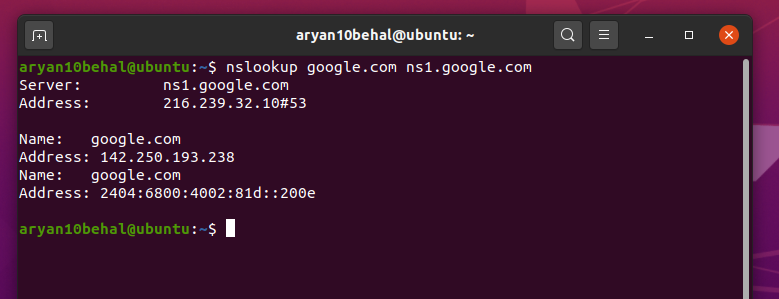 aryan10behal@ubuntu: ~
aryan10behal@ubuntu:~$ nslookup google.com ns1.google.com
Server:         ns1.google.com
Address:        216.239.32.10#53
Name:   google.com
Address: 142.250.193.238
Name:   google.com
Address: 2404:6800:4002:81d::200e
aryan10behal@ubuntu:~$